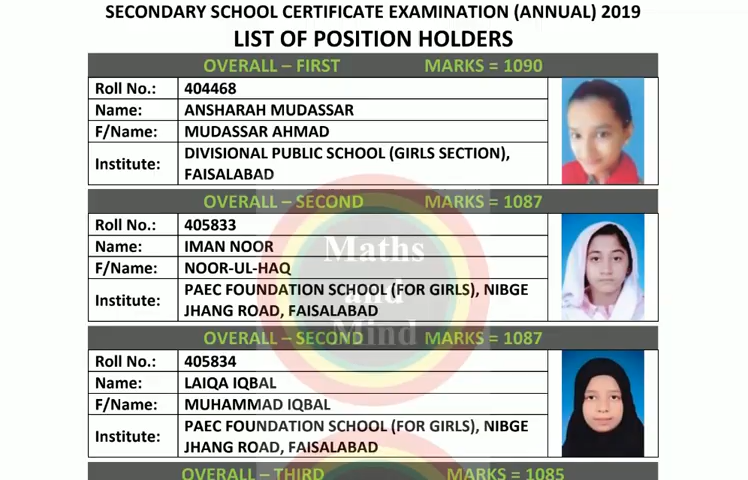 SECONDARY SCHOOL CERTIFICATE EXAMINATION (ANNUAL) 2019
LIST OF POSITION HOLDERS
OVERALL – FIRST MARKS = 1090
Roll No.: 404468
Name: ANSHARAH MUDASSAR
F/Name: MUDASSAR AHMAD
Institute: DIVISIONAL PUBLIC SCHOOL (GIRLS SECTION),
FAISALABAD
OVERALL – SECOND MARKS = 1087
Roll No.: 405833
Name: IMAN NOOR
F/Name: NOOR-UL-HAQ
Institute: PAEC FOUNDATION SCHOOL (FOR GIRLS), NIBGE
JHANG ROAD, FAISALABAD
OVERALL – SECOND MARKS = 1087
Roll No.: 405834
Name: LAIQA IQBAL
F/Name: MUHAMMAD IQBAL
Institute: PAEC FOUNDATION SCHOOL (FOR GIRLS), NIBGE
JHANG ROAD, FAISALABAD
OVERALL – THIRD MARKS = 1085
Maths
and
Mind